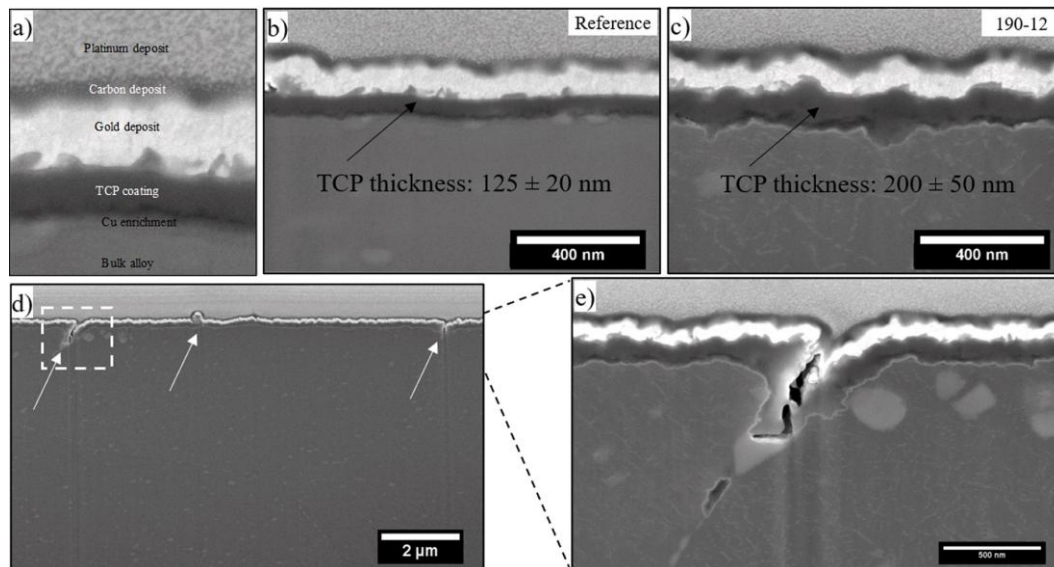 a)
Platinum deposit
Carbon deposit
Gold deposit
TCP coating
Cu enrichment
Bulk alloy
b)
Reference
TCP thickness: 125 ± 20 nm
400 nm
c)
190-12
TCP thickness: 200 ± 50 nm
400 nm
d)
2 µm
e)
500 nm